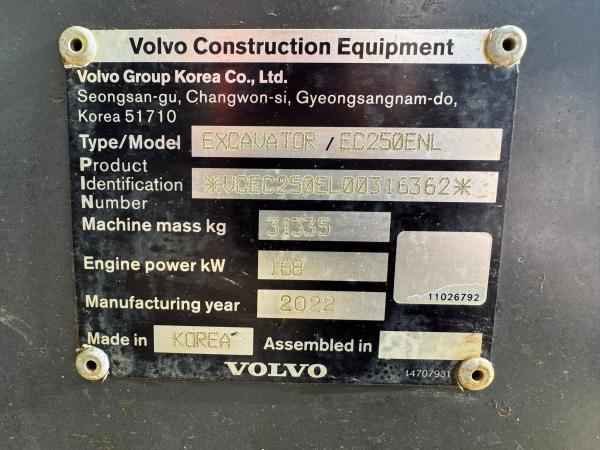 Volvo Construction Equipment
Volvo Group Korea Co., Ltd.
Seongsan-gu, Changwon-si, Gyeongsangnam-do,
Korea 51710
Type/Model EXCAVATOR / EC250ENL
Product
Identification *VCEC250EL00316362*
Number
Machine mass kg 31335
Engine power kW 168
11026792
Manufacturing year 2022
Made in KOREA Assembled in
VOLVO
14707931